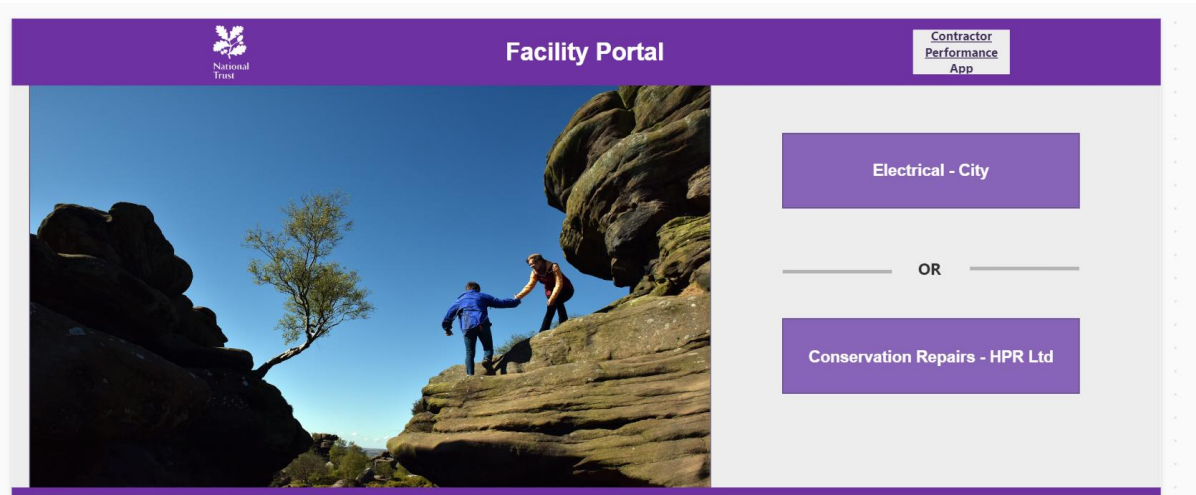 National
Trust
Facility Portal
Contractor
Performance
App
Electrical - City
OR
Conservation Repairs - HPR Ltd